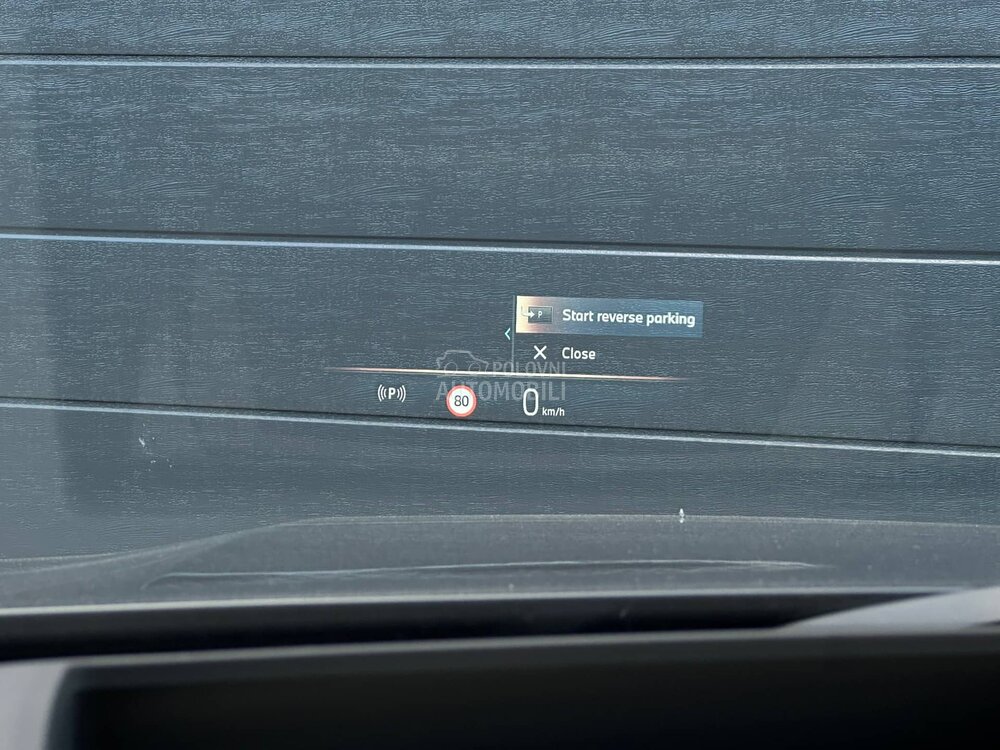 P Start reverse parking
Close
POLOVNI
AUTOMOBILI
((P)) 80 0 km/h